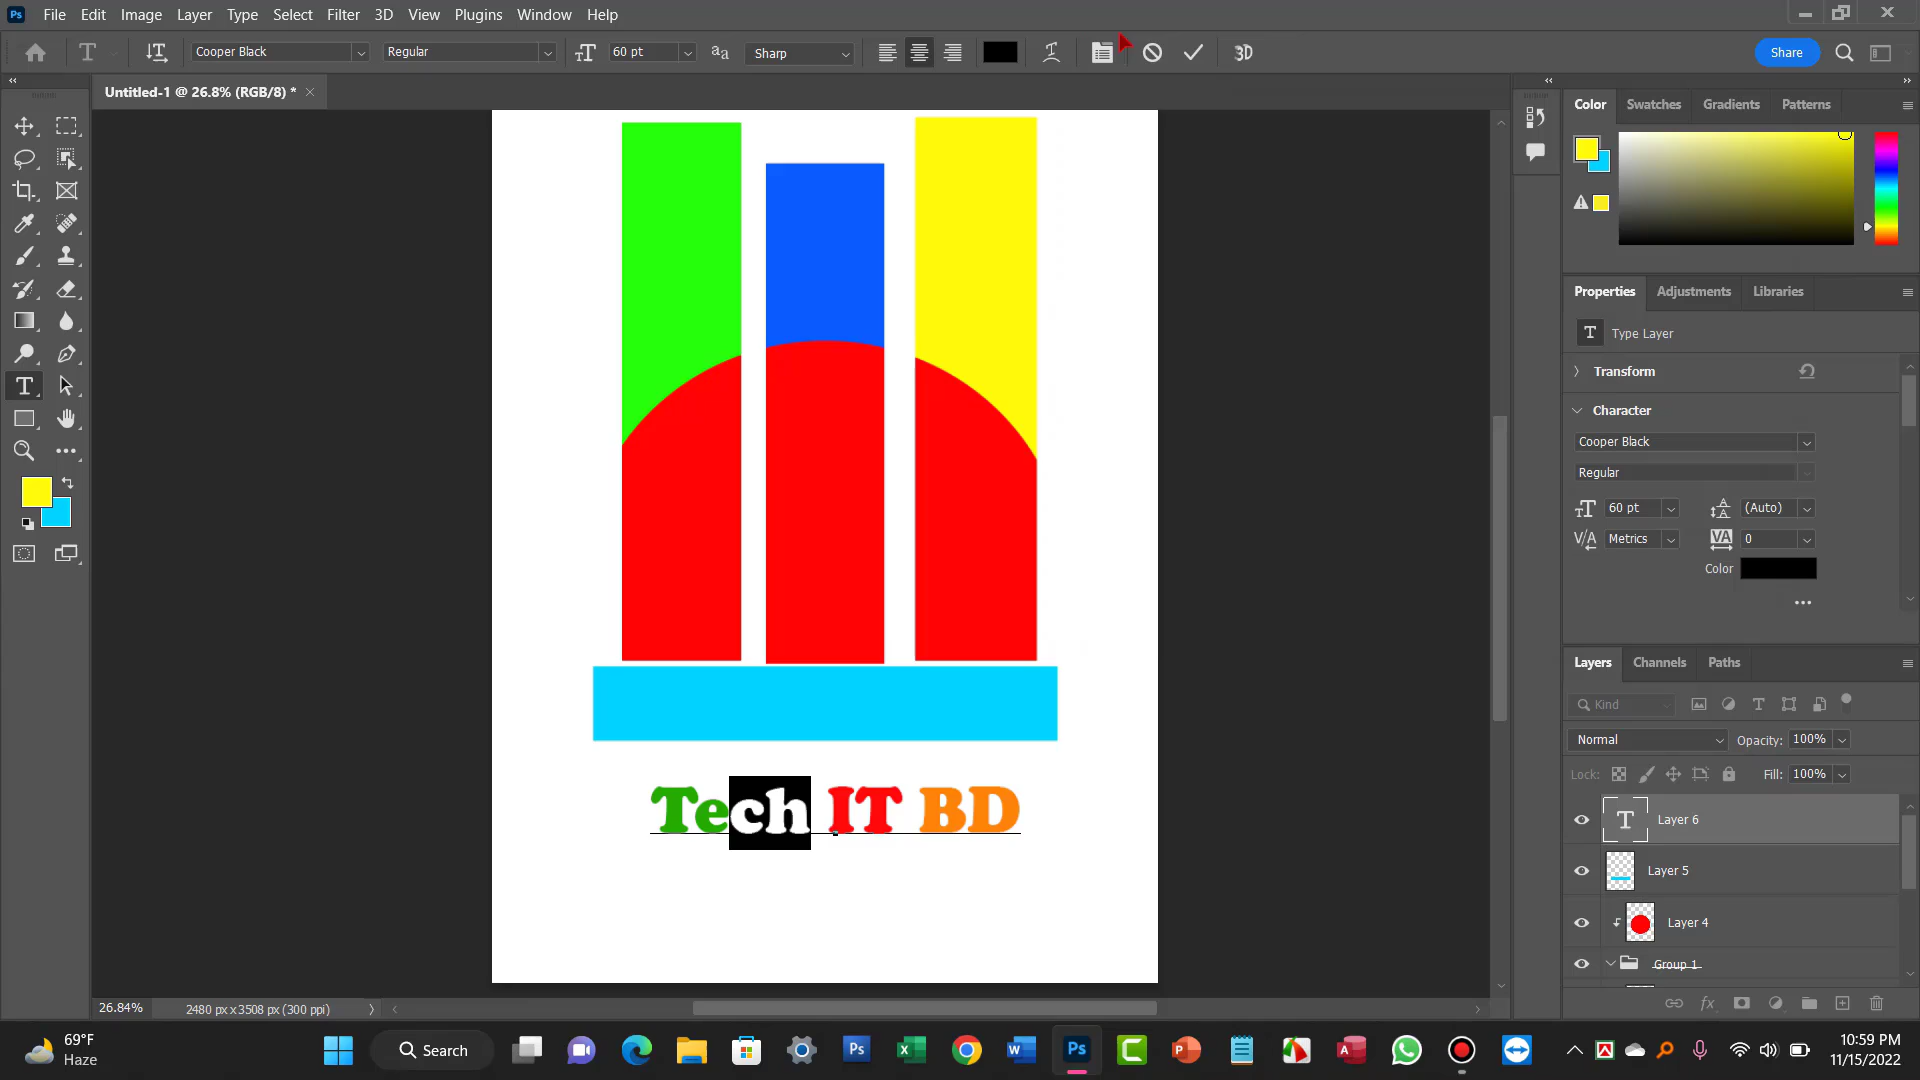 Ps File Edit Image Layer Type Select Filter 3D View Plugins Window Help
T Cooper Black Regular 60 pt Sharp 3D Share
Untitled-1 @ 26.8% (RGB/8) *
Color Swatches Gradients Patterns
Properties Adjustments Libraries
T Type Layer
Transform
Character
Cooper Black
Regular
60 pt (Auto)
Metrics 0
Color
Layers Channels Paths
Kind
Normal Opacity: 100%
Lock: Fill: 100%
Tech IT BD
T Layer 6
Layer 5
Layer 4
Group 1
26.84% 2480 px x 3508 px (300 ppi)
69°F
Haze
Search
10:59 PM
11/15/2022